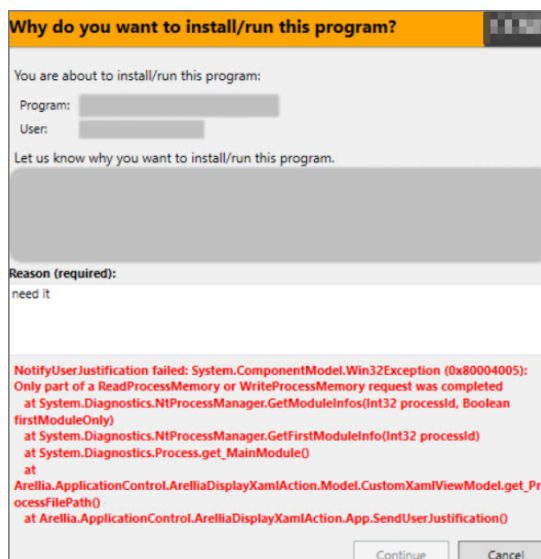 Why do you want to install/run this program?
You are about to install/run this program:
Program:
User:
Let us know why you want to install/run this program.
Reason (required):
need it
NotifyUserJustification failed: System.ComponentModel.Win32Exception (0x80004005):
Only part of a ReadProcessMemory or WriteProcessMemory request was completed
at System.Diagnostics.NtProcessManager.GetModuleInfos(Int32 processId, Boolean
firstModuleOnly)
at System.Diagnostics.NtProcessManager.GetFirstModuleInfo(Int32 processId)
at System.Diagnostics.Process.get_MainModule()
at
Arellia.ApplicationControl.ArelliaDisplayXamlAction.Model.CustomXamlViewModel.get_Pr
ocessFilePath()
at Arellia.ApplicationControl.ArelliaDisplayXamlAction.App.SendUserJustification()
Continue
Cancel